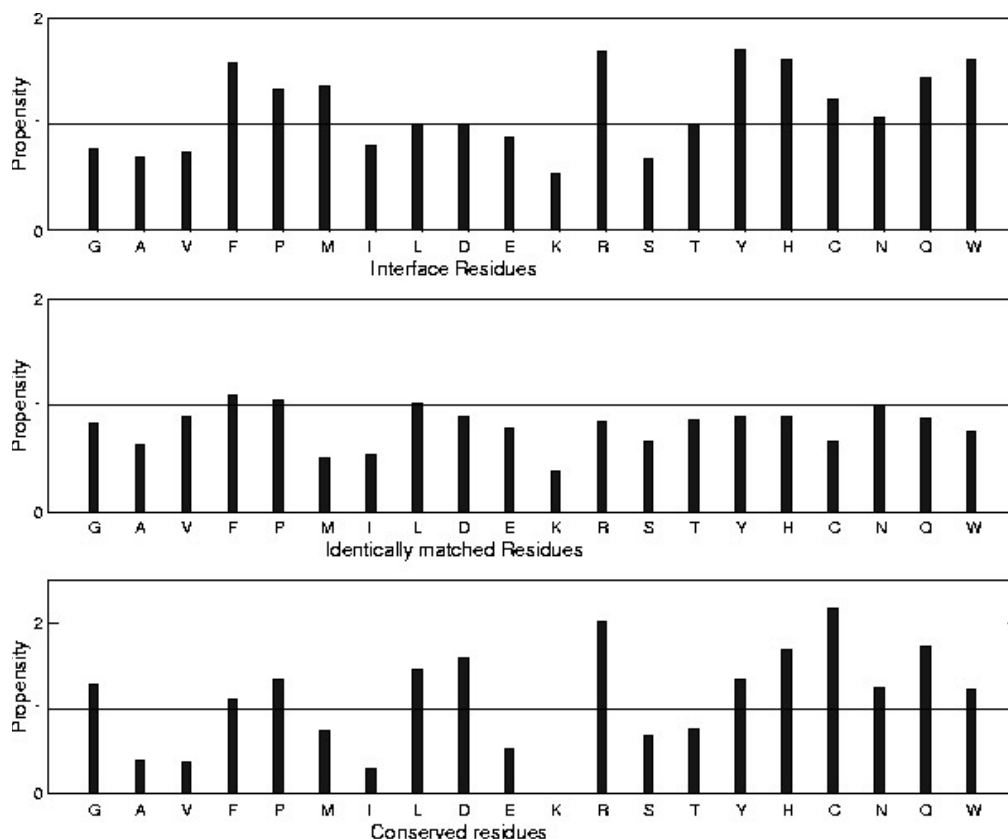 2
Propensity
1
0
G A V F P M I L D E K R S T Y H C N Q W
Interface Residues
2
Propensity
1
0
G A V F P M I L D E K R S T Y H C N Q W
Identically matched Residues
2
Propensity
1
0
G A V F P M I L D E K R S T Y H C N Q W
Conserved residues